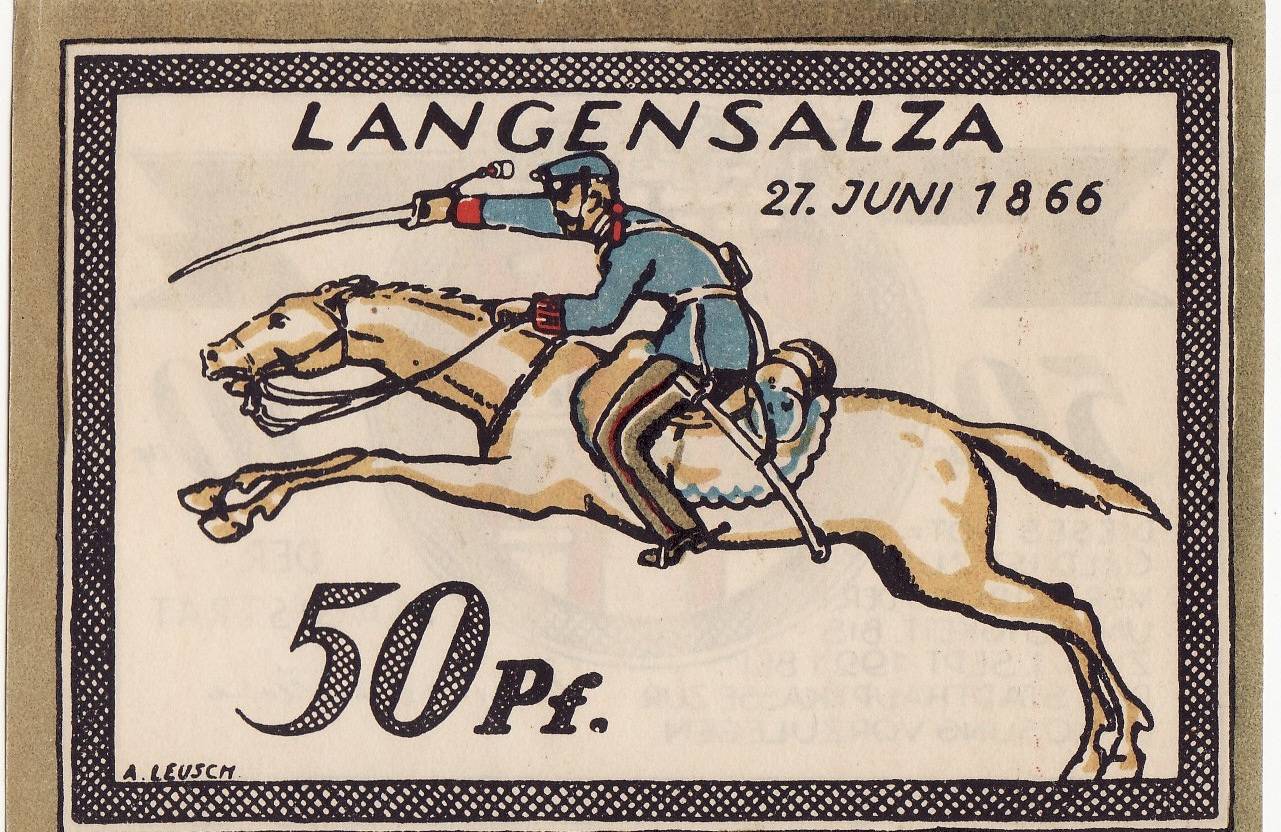 LANGENSALZA
27. JUNI 1866
50 Pf.
A. LEUSCH.